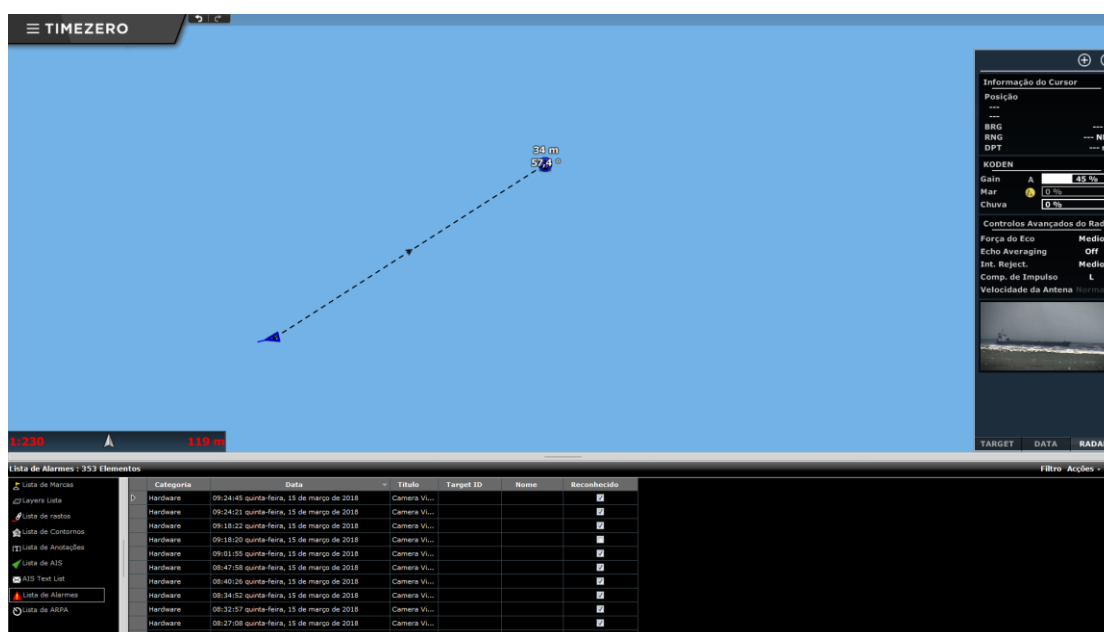 TIMEZERO
34 m
57,4 °
1:230
119 m
Informação do Cursor
Posição
---
---
BRG ---
RNG --- N
DPT ---
KODEN
Gain A 45 %
Mar 0 %
Chuva 0 %
Controlos Avançados do Rad
Força do Eco Medio
Echo Averaging Off
Int. Reject. Medio
Comp. de Impulso L
Velocidade da Antena Norma
TARGET DATA RADA
Lista de Alarmes : 353 Elementos Filtro Acções
Lista de Marcas
Layers Lista
Lista de rastos
Lista de Contornos
Lista de Anotações
Lista de AIS
AIS Text List
Lista de Alarmes
Lista de ARPA
Categoria Data Título Target ID Nome Reconhecido
Hardware 09:24:45 quinta-feira, 15 de março de 2018 Camera Vi...
Hardware 09:24:21 quinta-feira, 15 de março de 2018 Camera Vi...
Hardware 09:18:22 quinta-feira, 15 de março de 2018 Camera Vi...
Hardware 09:18:20 quinta-feira, 15 de março de 2018 Camera Vi...
Hardware 09:01:55 quinta-feira, 15 de março de 2018 Camera Vi...
Hardware 08:47:58 quinta-feira, 15 de março de 2018 Camera Vi...
Hardware 08:40:26 quinta-feira, 15 de março de 2018 Camera Vi...
Hardware 08:34:52 quinta-feira, 15 de março de 2018 Camera Vi...
Hardware 08:32:57 quinta-feira, 15 de março de 2018 Camera Vi...
Hardware 08:27:08 quinta-feira, 15 de março de 2018 Camera Vi...